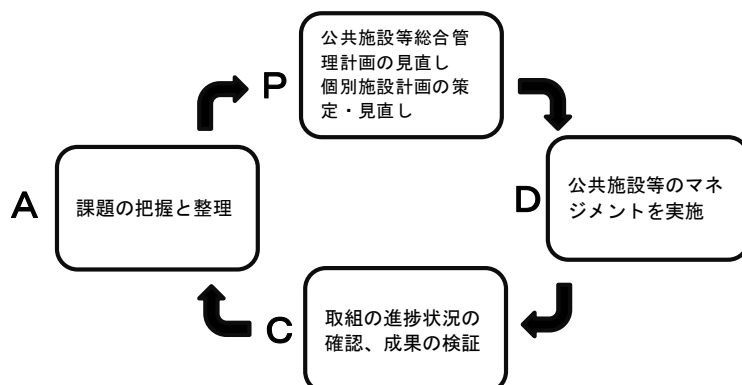 P
公共施設等総合管
理計画の見直し
個別施設計画の策
定・見直し
D
公共施設等のマネ
ジメントを実施
C
取組の進捗状況の
確認、成果の検証
A
課題の把握と整理